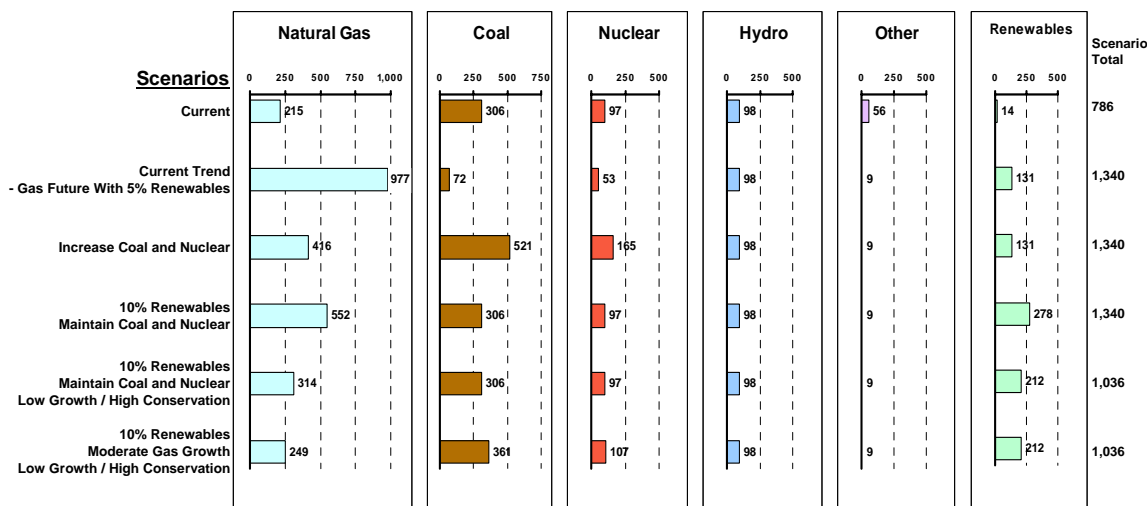 Natural Gas
Coal
Nuclear
Hydro
Other
Renewables
Scenario
Total
Scenarios
0 250 500 750 1,000
0 250 500 750
0 250 500
0 250 500
0 250 500
0 250 500
Current
215 306 97 98 56 14 786
Current Trend
- Gas Future With 5% Renewables
977 72 53 98 9 131 1,340
Increase Coal and Nuclear
416 521 165 98 9 131 1,340
10% Renewables
Maintain Coal and Nuclear
552 306 97 98 9 278 1,340
10% Renewables
Maintain Coal and Nuclear
Low Growth / High Conservation
314 306 97 98 9 212 1,036
10% Renewables
Moderate Gas Growth
Low Growth / High Conservation
249 361 107 98 9 212 1,036